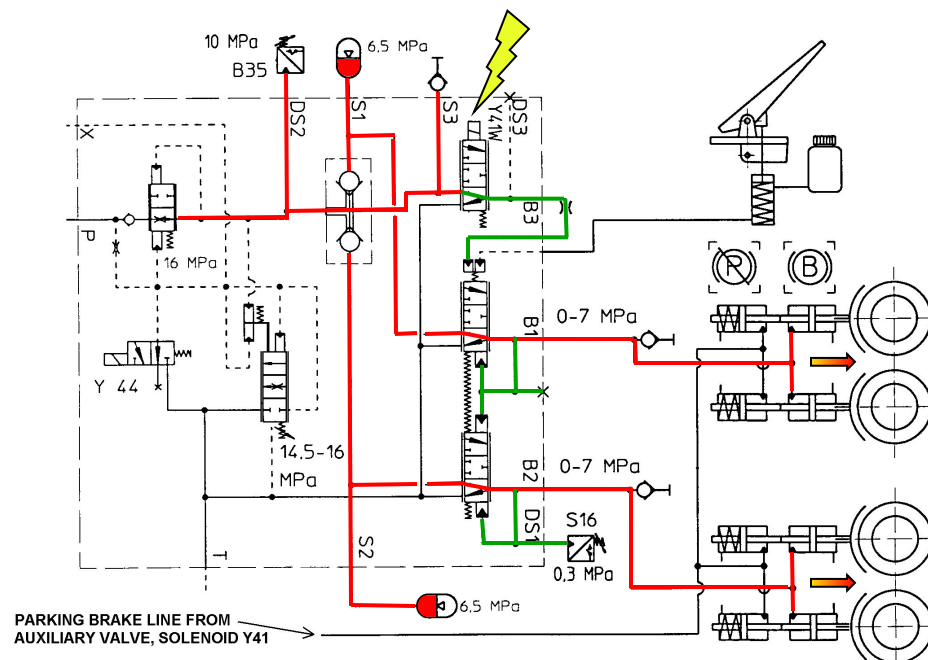 10 MPa
B35
6,5 MPa
DS2
S1
S3
Y41W
DS3
X
P
B3
16 MPa
R
B
B1
0-7 MPa
Y 44
14,5-16
MPa
B2
0-7 MPa
DS1
S16
0,3 MPa
T
S2
6,5 MPa
PARKING BRAKE LINE FROM
AUXILIARY VALVE, SOLENOID Y41